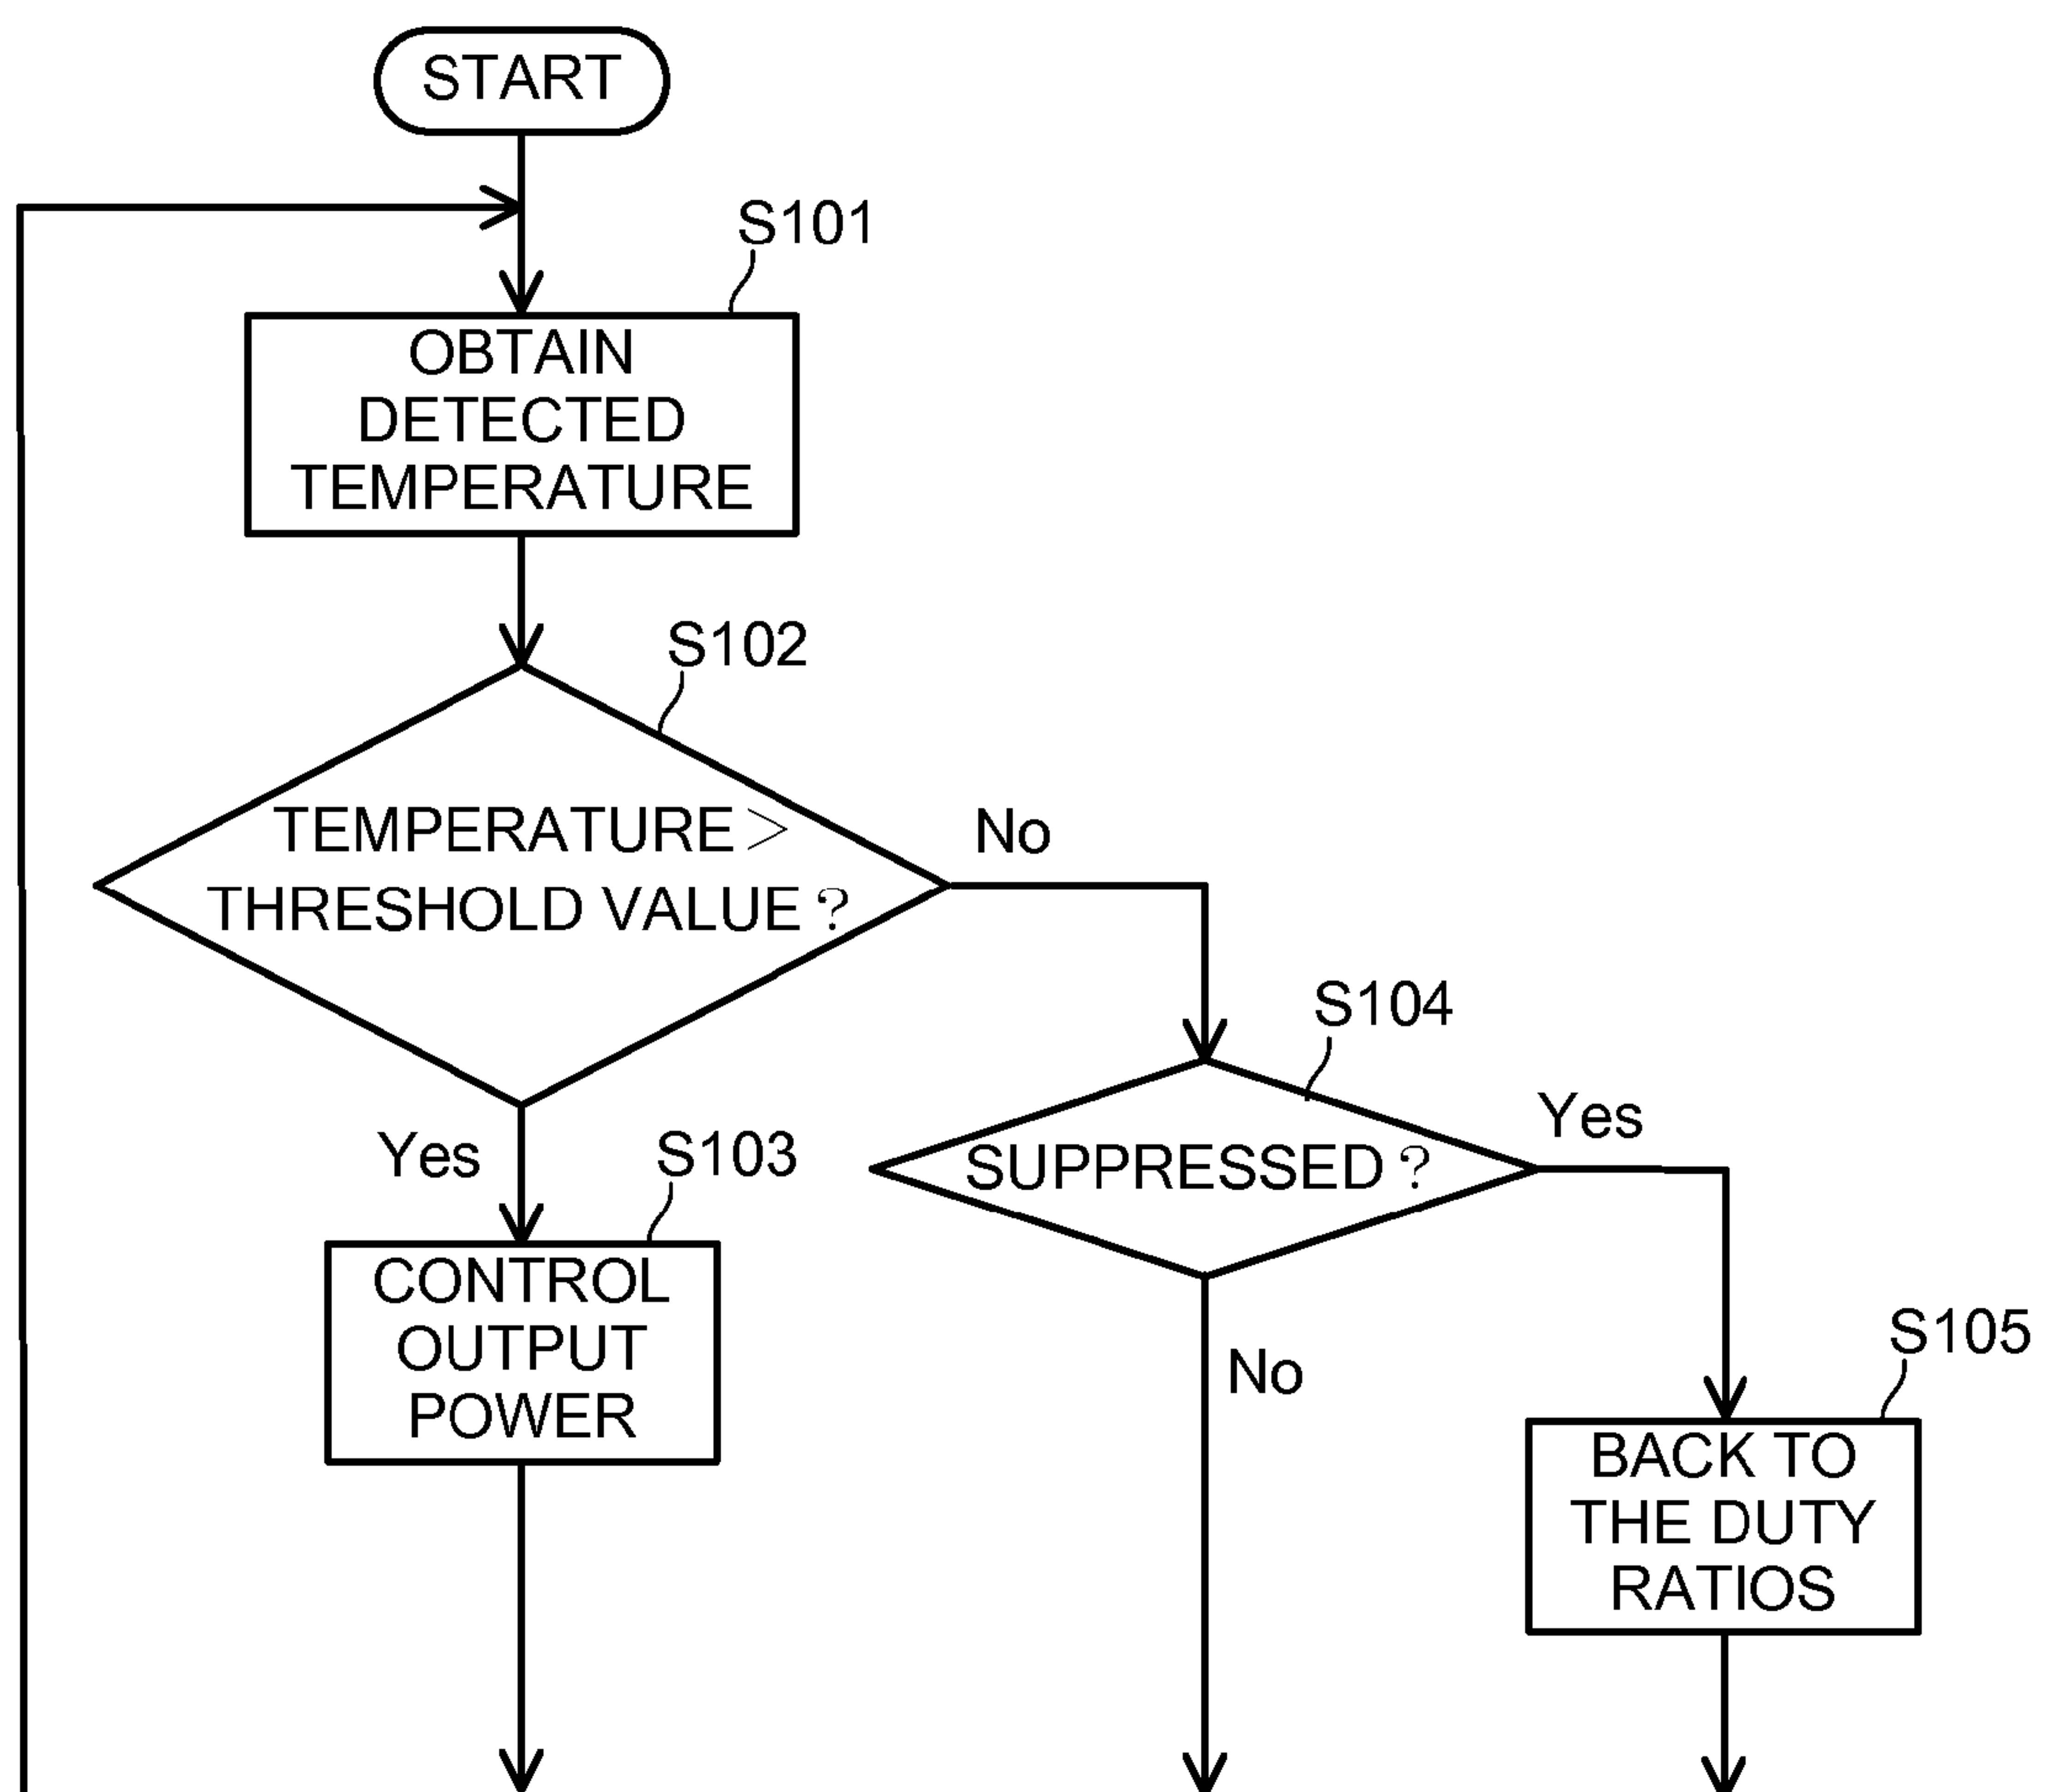 START
S101
OBTAIN
DETECTED
TEMPERATURE
S102
TEMPERATURE>
THRESHOLD VALUE?
No
Yes
S103
CONTROL
OUTPUT
POWER
S104
SUPPRESSED?
Yes
No
S105
BACK TO
THE DUTY
RATIOS